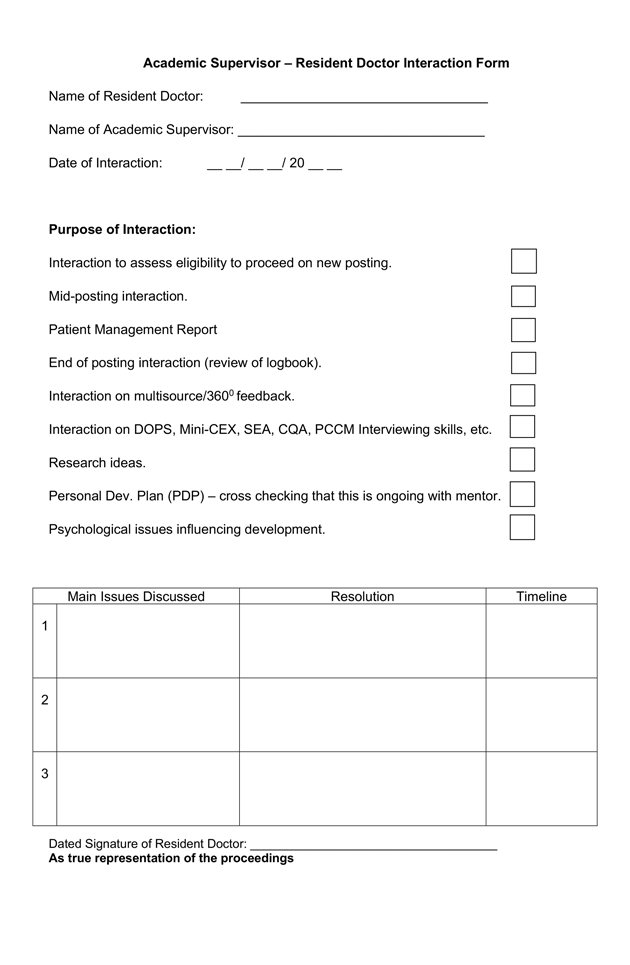 Academic Supervisor – Resident Doctor Interaction Form
Name of Resident Doctor: ________________________________
Name of Academic Supervisor: ________________________________
Date of Interaction: __ __/ __ __/ 20 __ __
Purpose of Interaction:
Interaction to assess eligibility to proceed on new posting.
Mid-posting interaction.
Patient Management Report
End of posting interaction (review of logbook).
Interaction on multisource/360⁰ feedback.
Interaction on DOPS, Mini-CEX, SEA, CQA, PCCM Interviewing skills, etc.
Research ideas.
Personal Dev. Plan (PDP) – cross checking that this is ongoing with mentor.
Psychological issues influencing development.
Main Issues Discussed Resolution Timeline
1
2
3
Dated Signature of Resident Doctor: ________________________________
As true representation of the proceedings